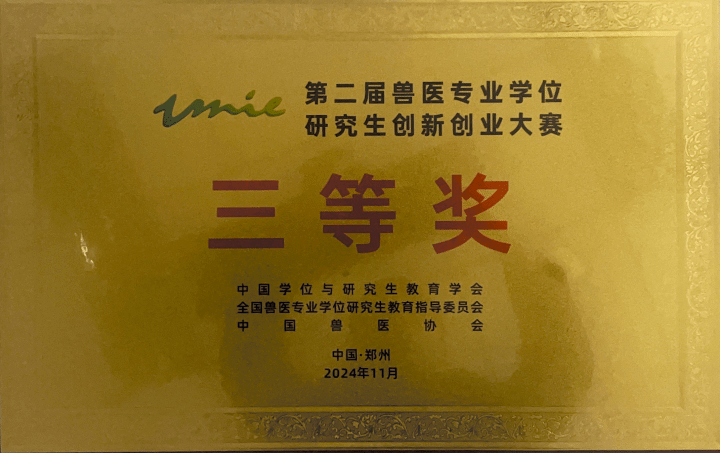 vmie
第二届兽医专业学位
研究生创新创业大赛
三等奖
中国学位与研究生教育学会
全国兽医专业学位研究生教育指导委员会
中国兽医协会
中国·郑州
2024年11月